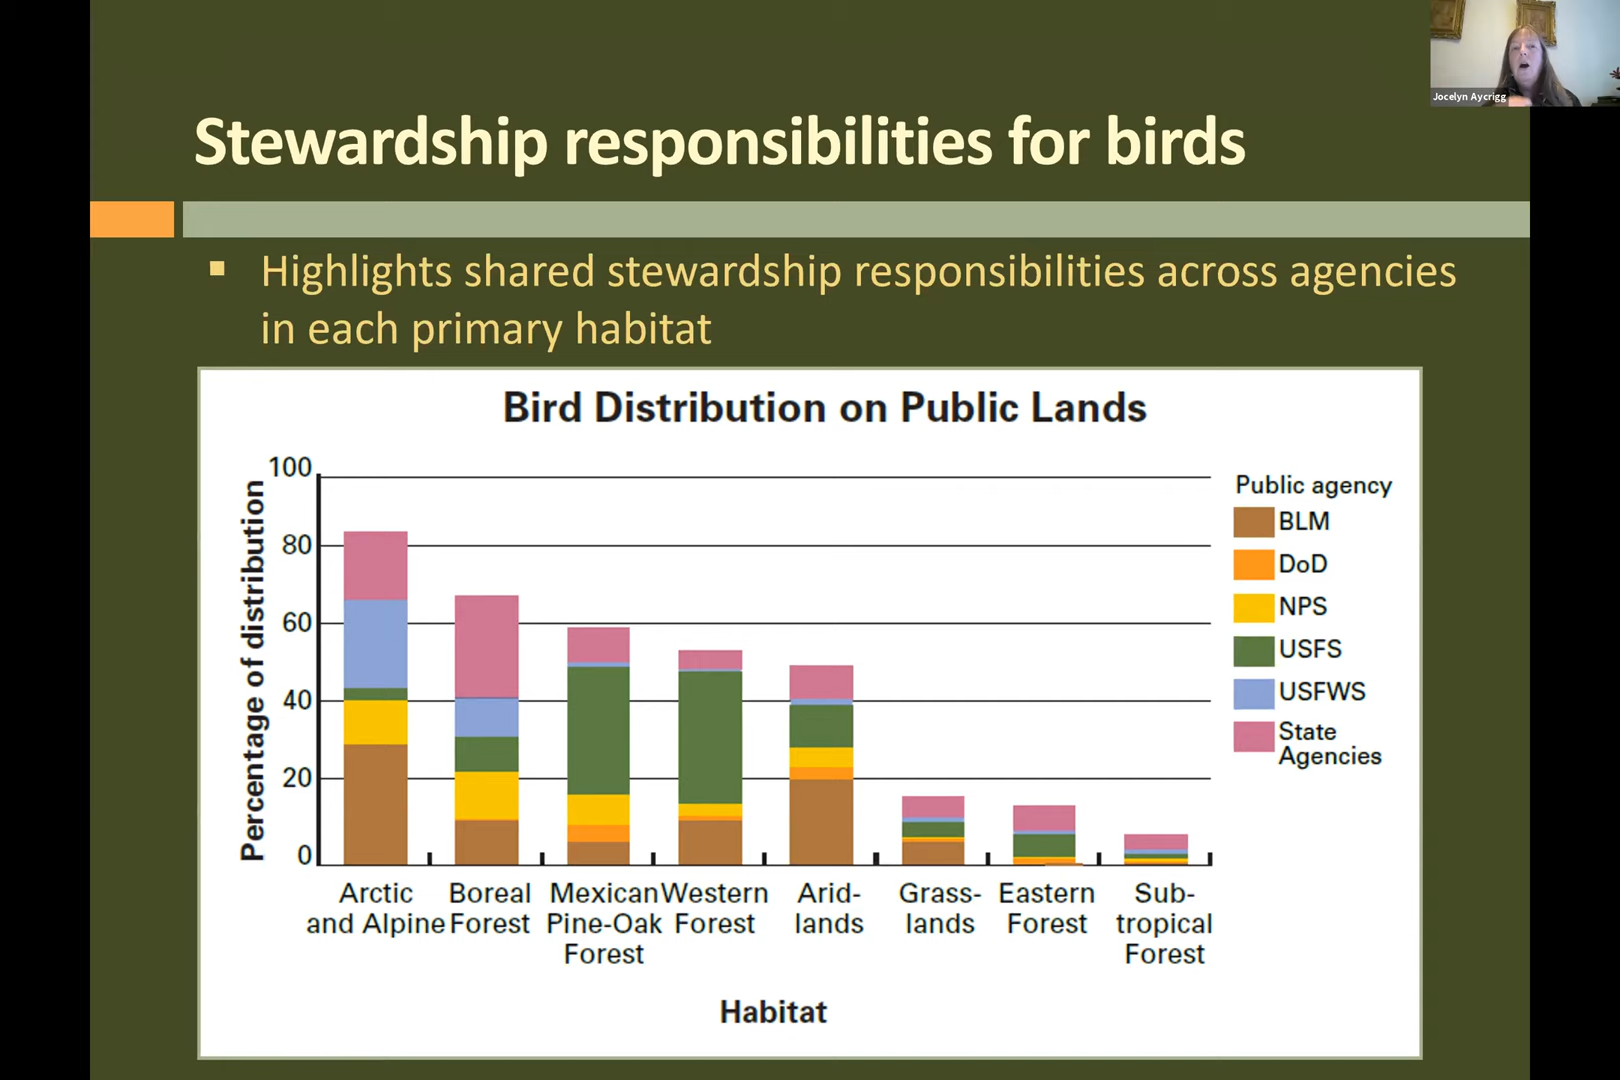 Jocelyn Aycrigg
Stewardship responsibilities for birds
▪ Highlights shared stewardship responsibilities across agencies
in each primary habitat
Bird Distribution on Public Lands
Percentage of distribution
100
80
60
40
20
0
Public agency
BLM
DoD
NPS
USFS
USFWS
State
Agencies
Arctic
and Alpine
Boreal
Forest
Mexican
Pine-Oak
Forest
Western
Forest
Arid-
lands
Grass-
lands
Eastern
Forest
Sub-
tropical
Forest
Habitat